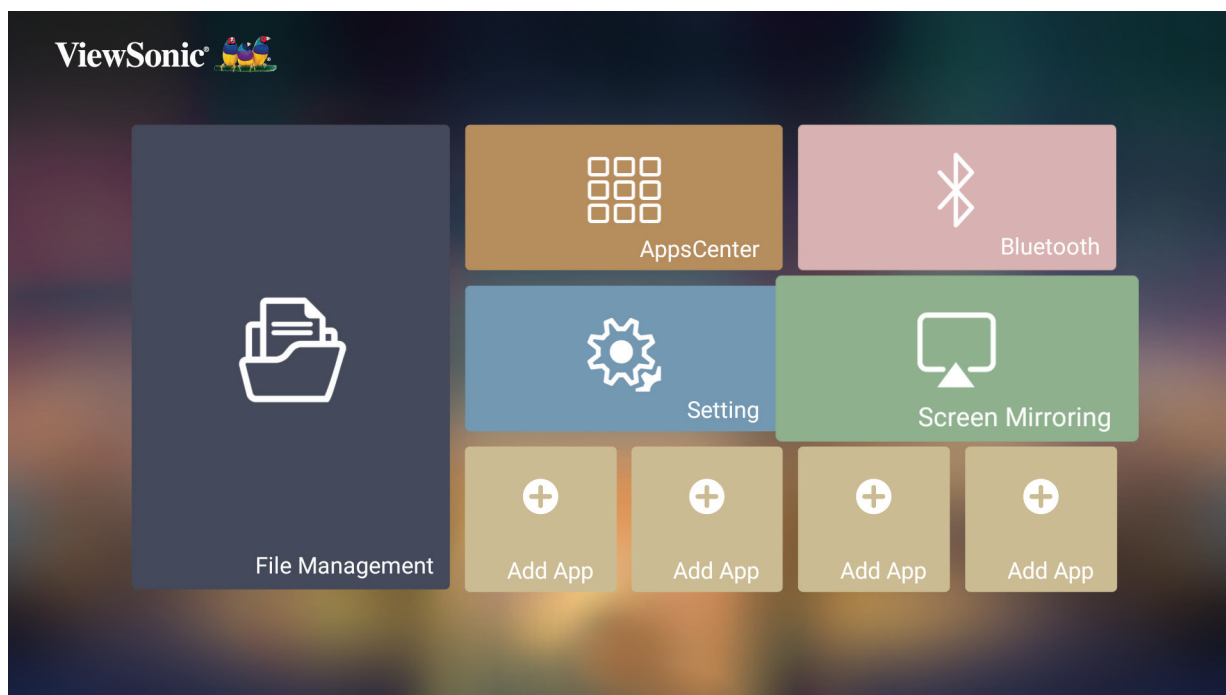 ViewSonic®
AppsCenter
Bluetooth
Setting
Screen Mirroring
File Management
Add App
Add App
Add App
Add App